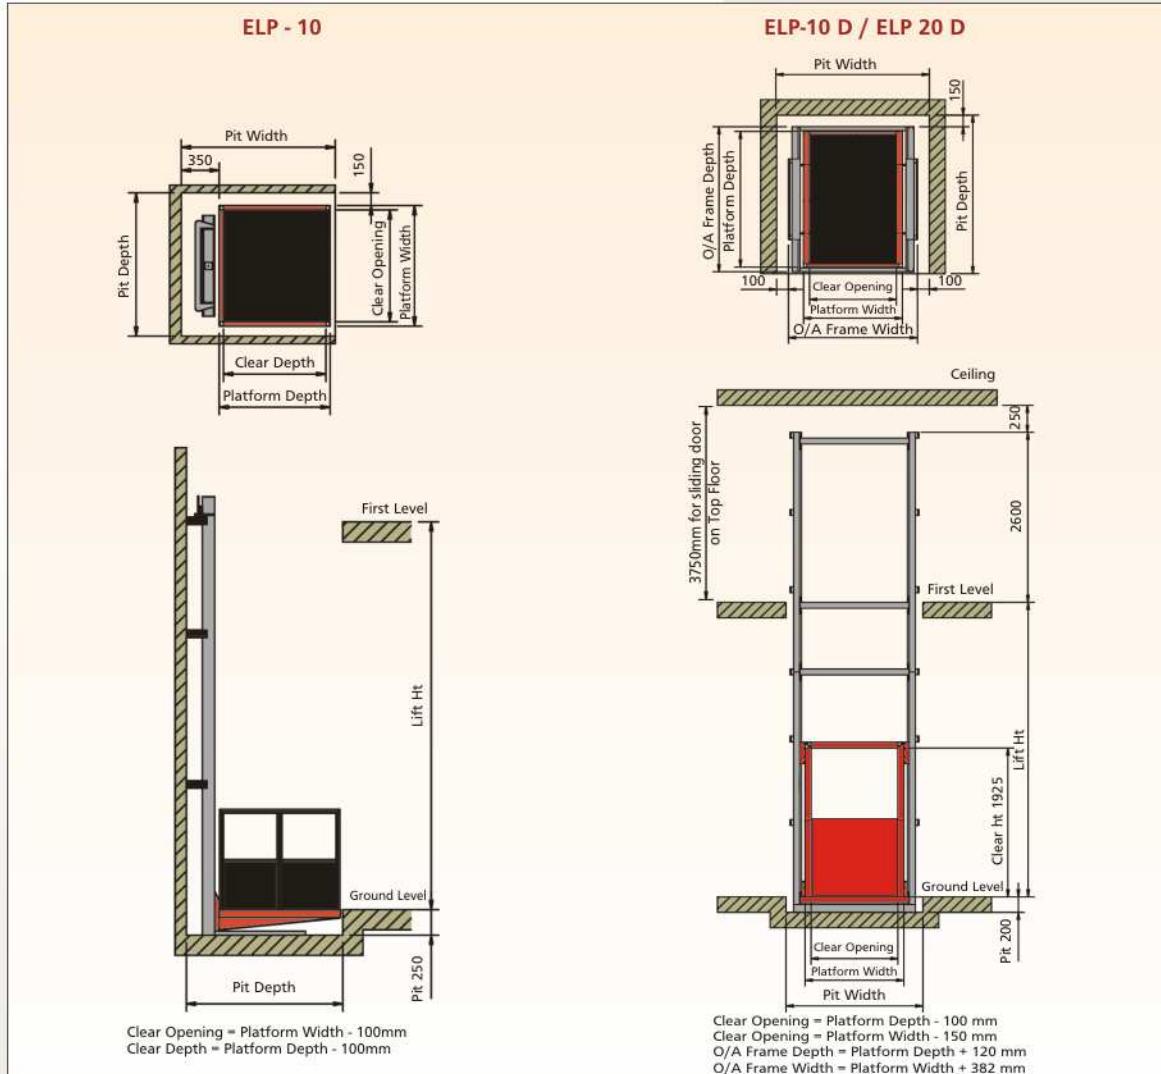 ELP - 10
Pit Width
350
150
Pit Depth
Clear Opening
Platform Width
Clear Depth
Platform Depth
First Level
Lift Ht
Ground Level
Pit 250
Pit Depth
Clear Opening = Platform Width - 100mm
Clear Depth = Platform Depth - 100mm
ELP-10 D / ELP 20 D
Pit Width
150
O/A Frame Depth
Platform Depth
Pit Depth
100
Clear Opening
100
Platform Width
O/A Frame Width
Ceiling
250
3750mm for sliding door
on Top Floor
2600
First Level
Lift Ht
Clear ht 1925
Ground Level
Pit 200
Clear Opening
Platform Width
Pit Width
Clear Opening = Platform Depth - 100 mm
Clear Opening = Platform Width - 150 mm
O/A Frame Depth = Platform Depth + 120 mm
O/A Frame Width = Platform Width + 382 mm